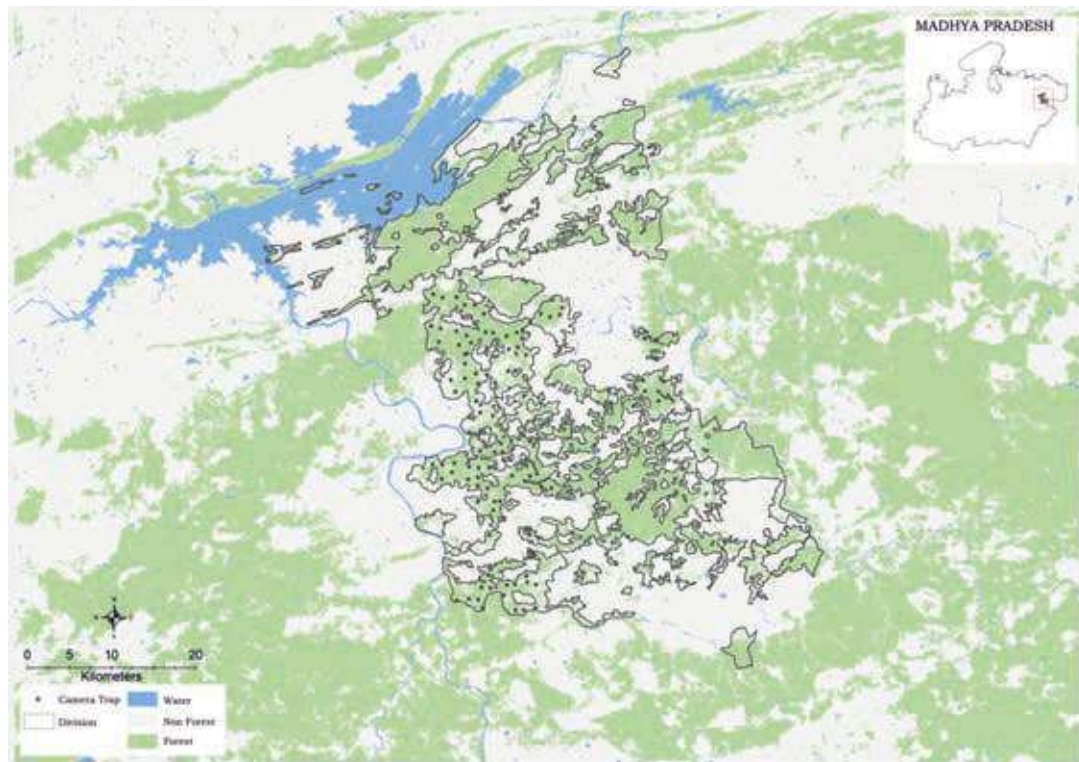 MADHYA PRADESH
0 5 10 20
Kilometers
Camera Trap
Division
Water
Non Forest
Forest